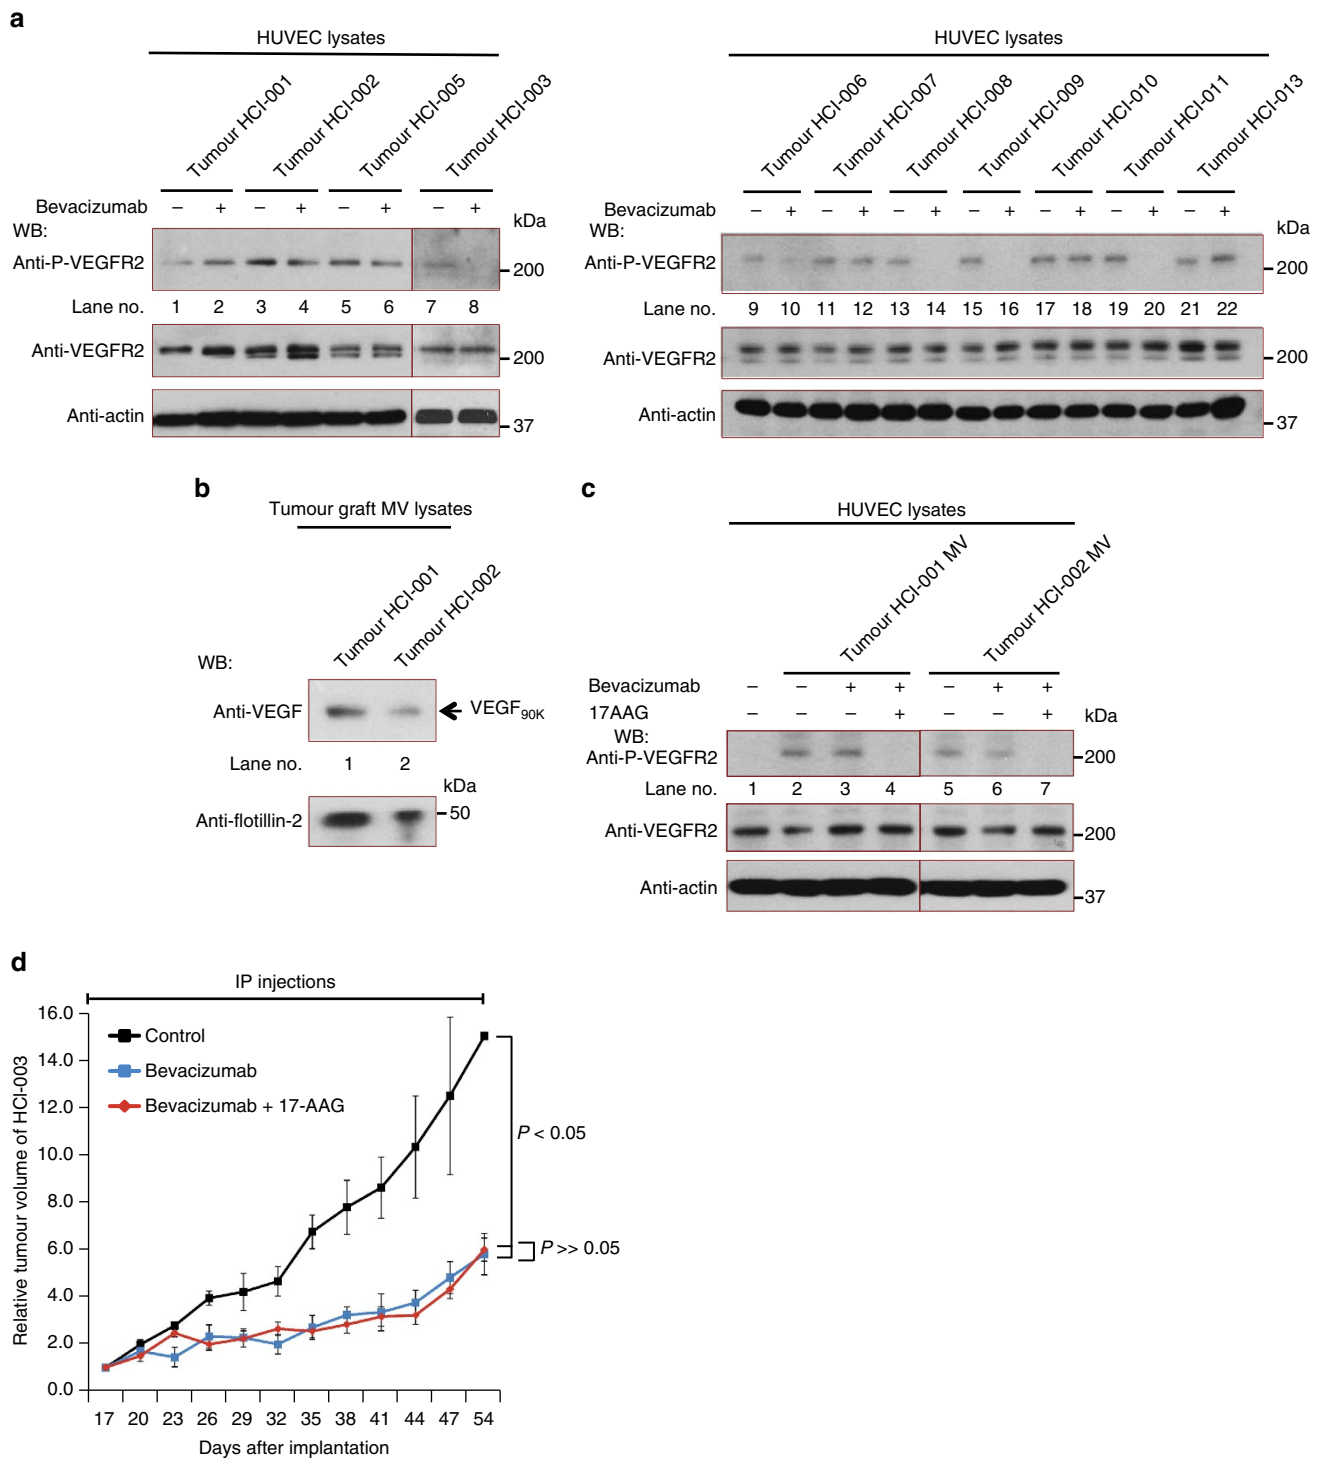 a
HUVEC lysates
Tumour HCI-001
Tumour HCI-002
Tumour HCI-005
Tumour HCI-003
Bevacizumab − + − + − + − +
WB:
kDa
Anti-P-VEGFR2
200
Lane no. 1 2 3 4 5 6 7 8
Anti-VEGFR2
200
Anti-actin
37
HUVEC lysates
Tumour HCI-006
Tumour HCI-007
Tumour HCI-008
Tumour HCI-009
Tumour HCI-010
Tumour HCI-011
Tumour HCI-013
Bevacizumab − + − + − + − + − + − + − +
WB:
kDa
Anti-P-VEGFR2
200
Lane no. 9 10 11 12 13 14 15 16 17 18 19 20 21 22
Anti-VEGFR2
200
Anti-actin
37
b
Tumour graft MV lysates
Tumour HCI-001
Tumour HCI-002
WB:
Anti-VEGF
VEGF90K
Lane no. 1 2
kDa
Anti-flotillin-2
50
c
HUVEC lysates
Tumour HCI-001 MV
Tumour HCI-002 MV
Bevacizumab − − + + − + +
17AAG − − − + − − +
kDa
WB:
Anti-P-VEGFR2
200
Lane no. 1 2 3 4 5 6 7
Anti-VEGFR2
200
Anti-actin
37
d
IP injections
Relative tumour volume of HCI-003
16.0
14.0
12.0
10.0
8.0
6.0
4.0
2.0
0.0
Control
Bevacizumab
Bevacizumab + 17-AAG
P < 0.05
P >> 0.05
17 20 23 26 29 32 35 38 41 44 47 54
Days after implantation